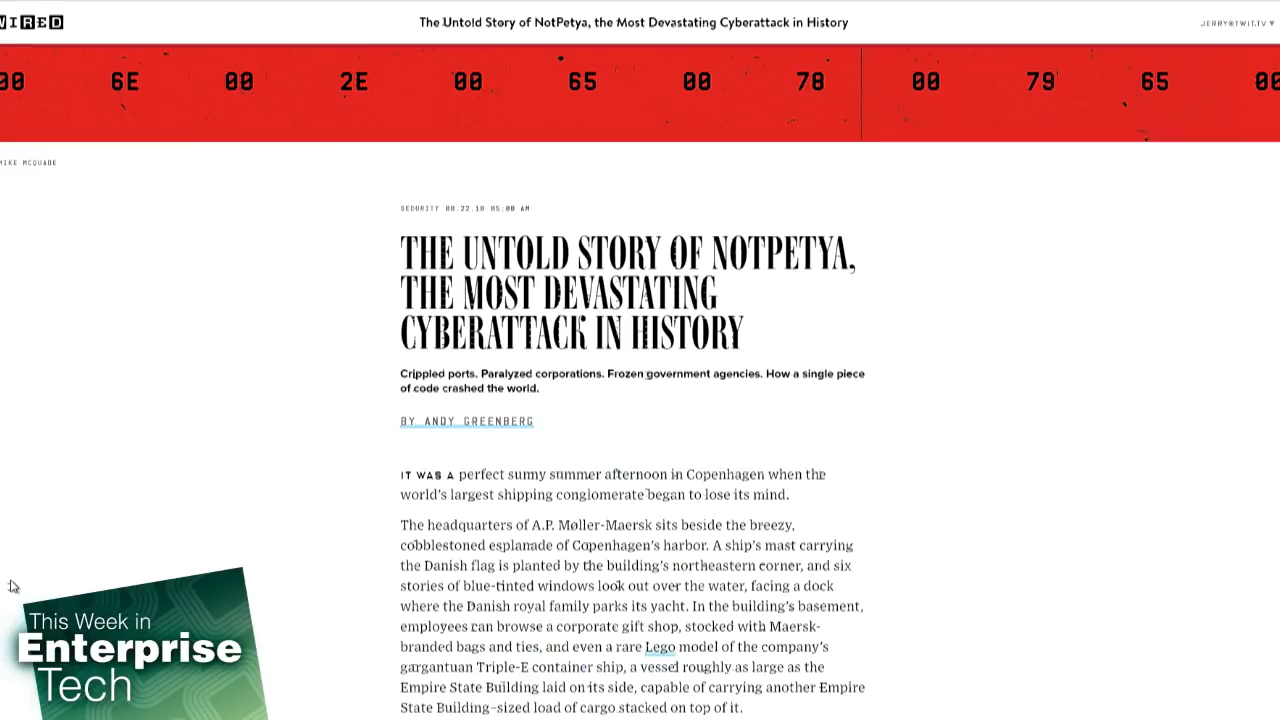 WIRED
The Untold Story of NotPetya, the Most Devastating Cyberattack in History
JERRY@TWIT.TV
00 6E 00 2E 00 65 00 78 00 79 65 00
MIKE MCQUADE
SECURITY 08.22.18 05:00 AM
THE UNTOLD STORY OF NOTPETYA,
THE MOST DEVASTATING
CYBERATTACK IN HISTORY
Crippled ports. Paralyzed corporations. Frozen government agencies. How a single piece
of code crashed the world.
BY ANDY GREENBERG
IT WAS A perfect sunny summer afternoon in Copenhagen when the
world's largest shipping conglomerate began to lose its mind.
The headquarters of A.P. Møller-Maersk sits beside the breezy,
cobblestoned esplanade of Copenhagen's harbor. A ship's mast carrying
the Danish flag is planted by the building's northeastern corner, and six
stories of blue-tinted windows look out over the water, facing a dock
where the Danish royal family parks its yacht. In the building's basement,
employees can browse a corporate gift shop, stocked with Maersk-
branded bags and ties, and even a rare Lego model of the company's
gargantuan Triple-E container ship, a vessel roughly as large as the
Empire State Building laid on its side, capable of carrying another Empire
State Building–sized load of cargo stacked on top of it.
This Week in
Enterprise
Tech